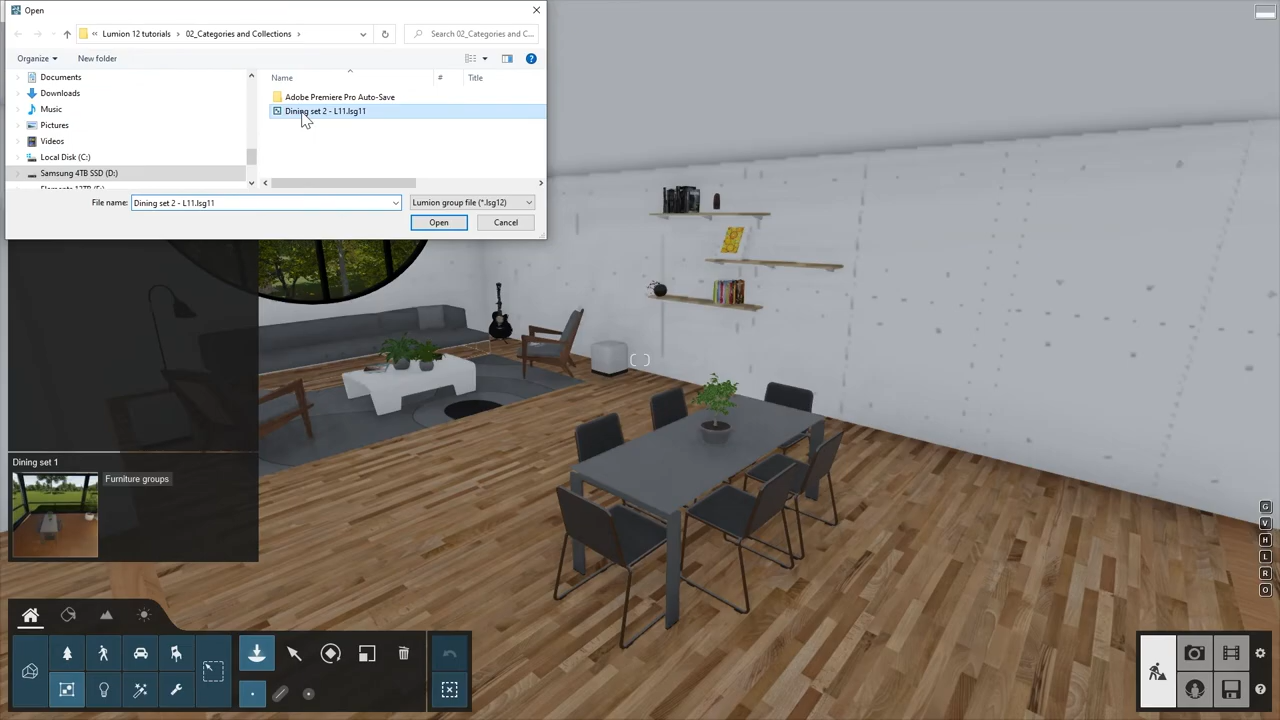 Open
« Lumion 12 tutorials > 02_Categories and Collections >
Search 02_Categories and C...
Organize
New folder
Name
#
Title
Documents
Downloads
Music
Pictures
Videos
Local Disk (C:)
Samsung 4TB SSD (D:)
Adobe Premiere Pro Auto-Save
Dining set 2 - L11.lsg11
File name:
Dining set 2 - L11.lsg11
Lumion group file (*.lsg12)
Open
Cancel
Dining set 1
Furniture groups
G
V
H
L
R
O